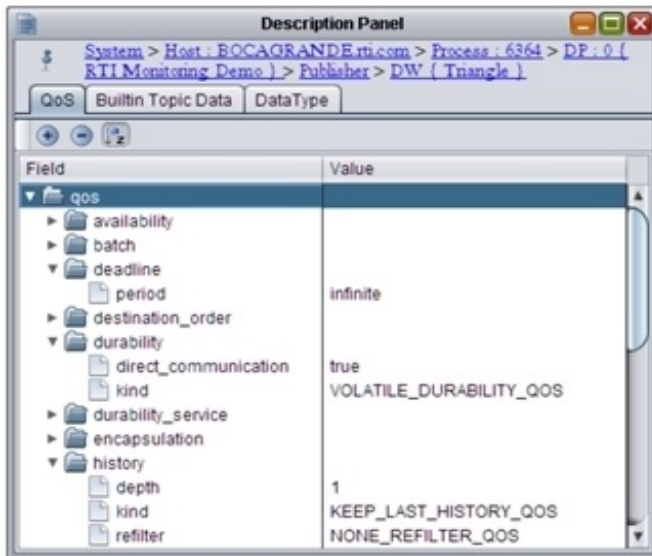 Description Panel
System > Host : BOCAGRANDE.rti.com > Process : 6364 > DP : 0 {
RTI Monitoring Demo } > Publisher > DW { Triangle }
QoS Builtin Topic Data DataType
Field Value
qos
availability
batch
deadline
period infinite
destination_order
durability
direct_communication true
kind VOLATILE_DURABILITY_QOS
durability_service
encapsulation
history
depth 1
kind KEEP_LAST_HISTORY_QOS
refilter NONE_REFILTER_QOS